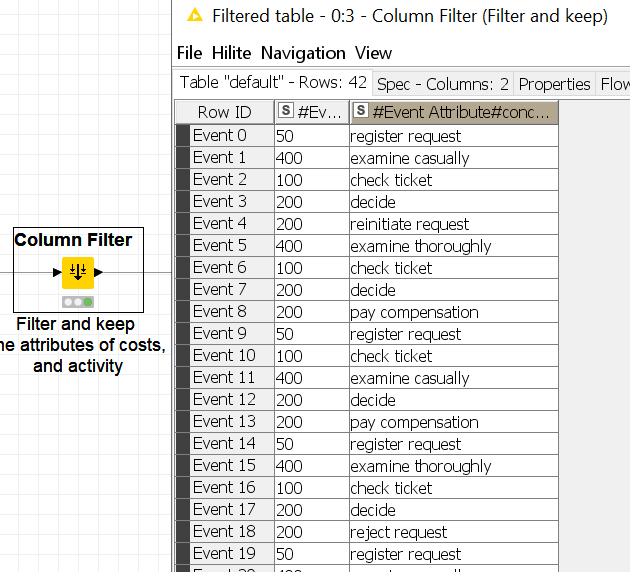 Filtered table - 0:3 - Column Filter (Filter and keep)
File Hilite Navigation View
Table "default" - Rows: 42 Spec - Columns: 2 Properties Flow
Row ID S #Ev... S #Event Attribute#conc...
Event 0 50 register request
Event 1 400 examine casually
Event 2 100 check ticket
Event 3 200 decide
Event 4 200 reinitiate request
Event 5 400 examine thoroughly
Event 6 100 check ticket
Event 7 200 decide
Event 8 200 pay compensation
Event 9 50 register request
Event 10 100 check ticket
Event 11 400 examine casually
Event 12 200 decide
Event 13 200 pay compensation
Event 14 50 register request
Event 15 400 examine thoroughly
Event 16 100 check ticket
Event 17 200 decide
Event 18 200 reject request
Event 19 50 register request
Column Filter
Filter and keep
he attributes of costs,
and activity